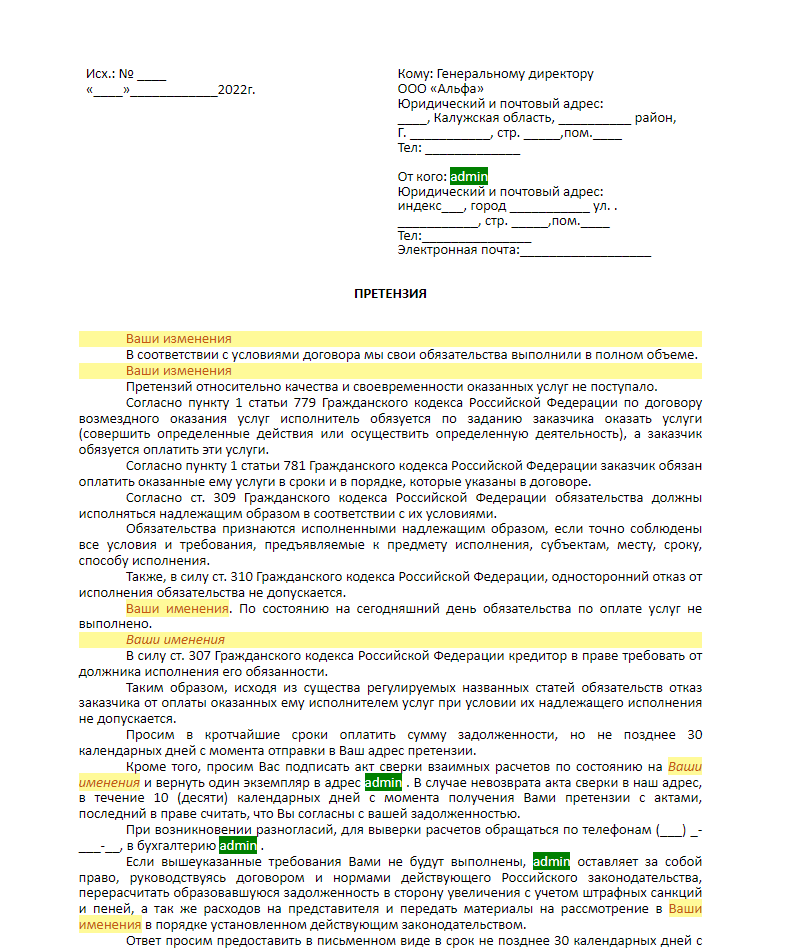 Исх.: № ____
«____»____________2022г.
Кому: Генеральному директору
ООО «Альфа»
Юридический и почтовый адрес:
____, Калужская область, __________ район,
Г. ___________, стр. _____,пом.____
Тел: _____________
От кого: admin
Юридический и почтовый адрес:
индекс___, город ___________ ул. .
___________, стр. _____,пом.____
Тел:_______________
Электронная почта:__________________
ПРЕТЕНЗИЯ
Ваши изменения
В соответствии с условиями договора мы свои обязательства выполнили в полном объеме.
Ваши изменения
Претензий относительно качества и своевременности оказанных услуг не поступало.
Согласно пункту 1 статьи 779 Гражданского кодекса Российской Федерации по договору
возмездного оказания услуг исполнитель обязуется по заданию заказчика оказать услуги
(совершить определенные действия или осуществить определенную деятельность), а заказчик
обязуется оплатить эти услуги.
Согласно пункту 1 статьи 781 Гражданского кодекса Российской Федерации заказчик обязан
оплатить оказанные ему услуги в сроки и в порядке, которые указаны в договоре.
Согласно ст. 309 Гражданского кодекса Российской Федерации обязательства должны
исполняться надлежащим образом в соответствии с их условиями.
Обязательства признаются исполненными надлежащим образом, если точно соблюдены
все условия и требования, предъявляемые к предмету исполнения, субъектам, месту, сроку,
способу исполнения.
Также, в силу ст. 310 Гражданского кодекса Российской Федерации, односторонний отказ от
исполнения обязательства не допускается.
Ваши именения. По состоянию на сегодняшний день обязательства по оплате услуг не
выполнено.
Ваши именения
В силу ст. 307 Гражданского кодекса Российской Федерации кредитор в праве требовать от
должника исполнения его обязанности.
Таким образом, исходя из существа регулируемых названных статей обязательств отказ
заказчика от оплаты оказанных ему исполнителем услуг при условии их надлежащего исполнения
не допускается.
Просим в кротчайшие сроки оплатить сумму задолженности, но не позднее 30
календарных дней с момента отправки в Ваш адрес претензии.
Кроме того, просим Вас подписать акт сверки взаимных расчетов по состоянию на Ваши
именения и вернуть один экземпляр в адрес admin . В случае невозврата акта сверки в наш адрес,
в течение 10 (десяти) календарных дней с момента получения Вами претензии с актами,
последний в праве считать, что Вы согласны с вашей задолженностью.
При возникновении разногласий, для выверки расчетов обращаться по телефонам (___) _-
___-__, в бухгалтерию admin .
Если вышеуказанные требования Вами не будут выполнены, admin оставляет за собой
право, руководствуясь договором и нормами действующего Российского законодательства,
перерасчитать образовавшуюся задолженность в сторону увеличения с учетом штрафных санкций
и пеней, а так же расходов на представителя и передать материалы на рассмотрение в Ваши
именения в порядке установленном действующим законодательством.
Ответ просим предоставить в письменном виде в срок не позднее 30 календарных дней с